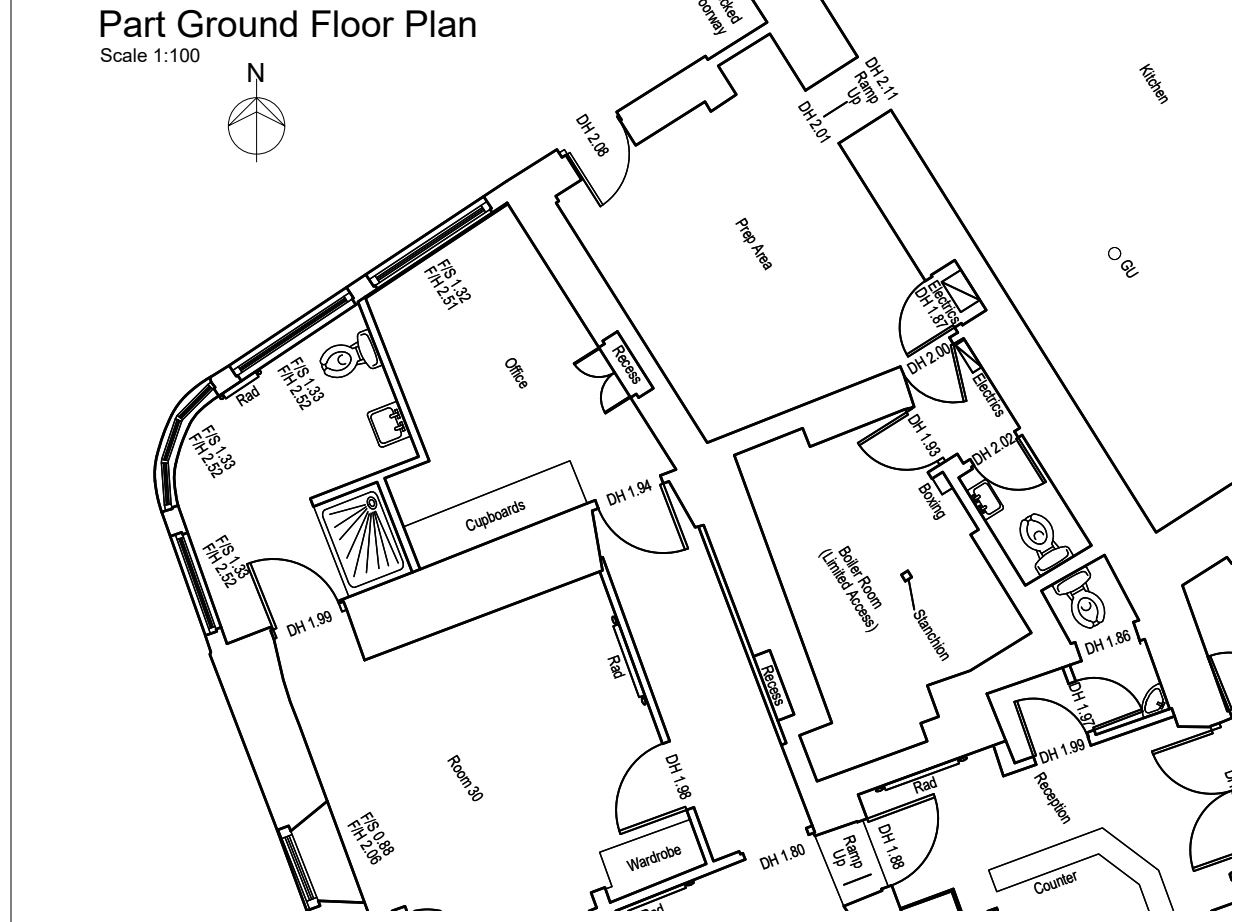 Part Ground Floor Plan
Scale 1:100
N
cked
oorway
DH 2.11
Ramp
Up
DH 2.01
Kitchen
DH 2.08
Prep Area
GU
F/S 1.32
F/H 2.51
Electrics
DH 1.87
DH 2.00
Electrics
Office
Recess
F/S 1.33
F/H 2.52
Rad
F/S 1.33
F/H 2.52
DH 1.93
DH 2.02
Boxing
DH 1.94
Cupboards
F/S 1.33
F/H 2.52
Boiler Room
(Limited Access)
Stanchion
DH 1.99
DH 1.86
Rad
Recess
DH 1.97
DH 1.99
Room 30
DH 1.98
Rad
Reception
F/S 0.88
F/H 2.06
Wardrobe
DH 1.80
Ramp
Up
DH 1.88
Counter
Rad